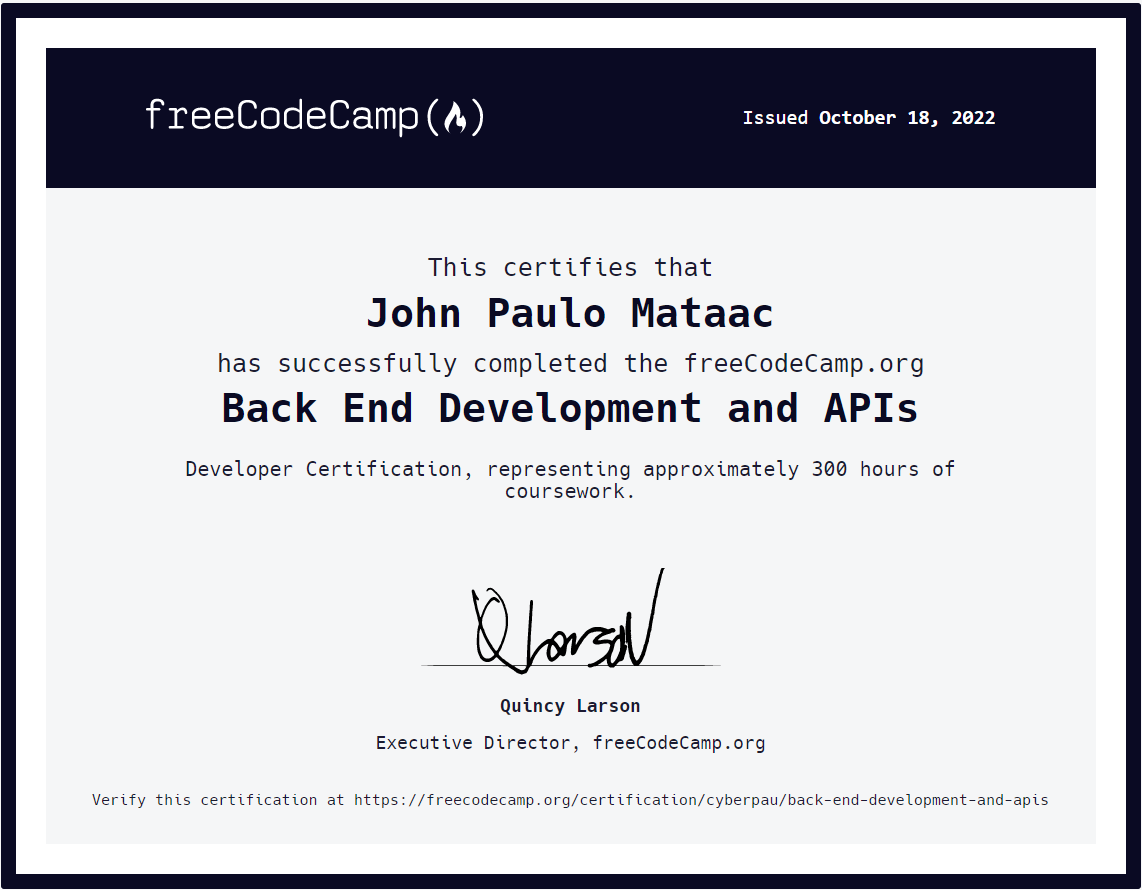 freeCodeCamp(🔥)
Issued October 18, 2022
This certifies that
John Paulo Mataac
has successfully completed the freeCodeCamp.org
Back End Development and APIs
Developer Certification, representing approximately 300 hours of
coursework.
Q Larson
Quincy Larson
Executive Director, freeCodeCamp.org
Verify this certification at https://freecodecamp.org/certification/cyberpau/back-end-development-and-apis